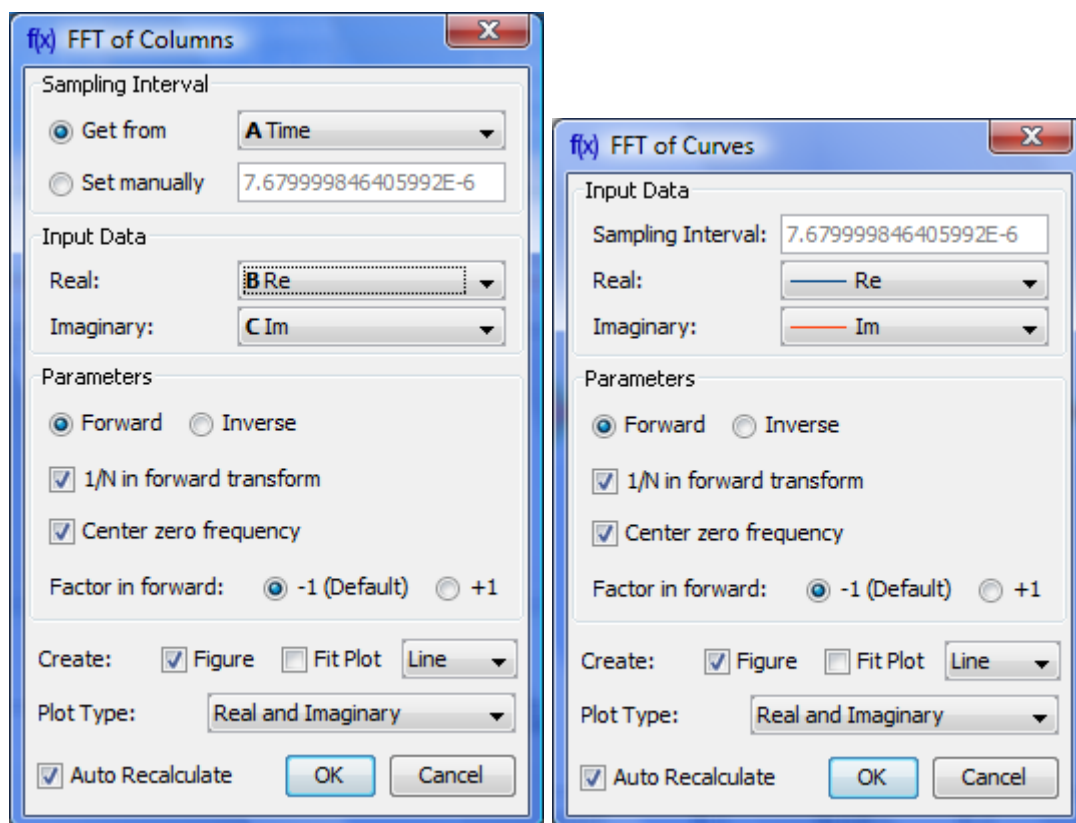 f(x) FFT of Columns
Sampling Interval
Get from A Time
Set manually 7.679999846405992E-6
Input Data
Real: B Re
Imaginary: C Im
Parameters
Forward Inverse
1/N in forward transform
Center zero frequency
Factor in forward: -1 (Default) +1
Create: Figure Fit Plot Line
Plot Type: Real and Imaginary
Auto Recalculate OK Cancel
f(x) FFT of Curves
Input Data
Sampling Interval: 7.679999846405992E-6
Real: Re
Imaginary: Im
Parameters
Forward Inverse
1/N in forward transform
Center zero frequency
Factor in forward: -1 (Default) +1
Create: Figure Fit Plot Line
Plot Type: Real and Imaginary
Auto Recalculate OK Cancel